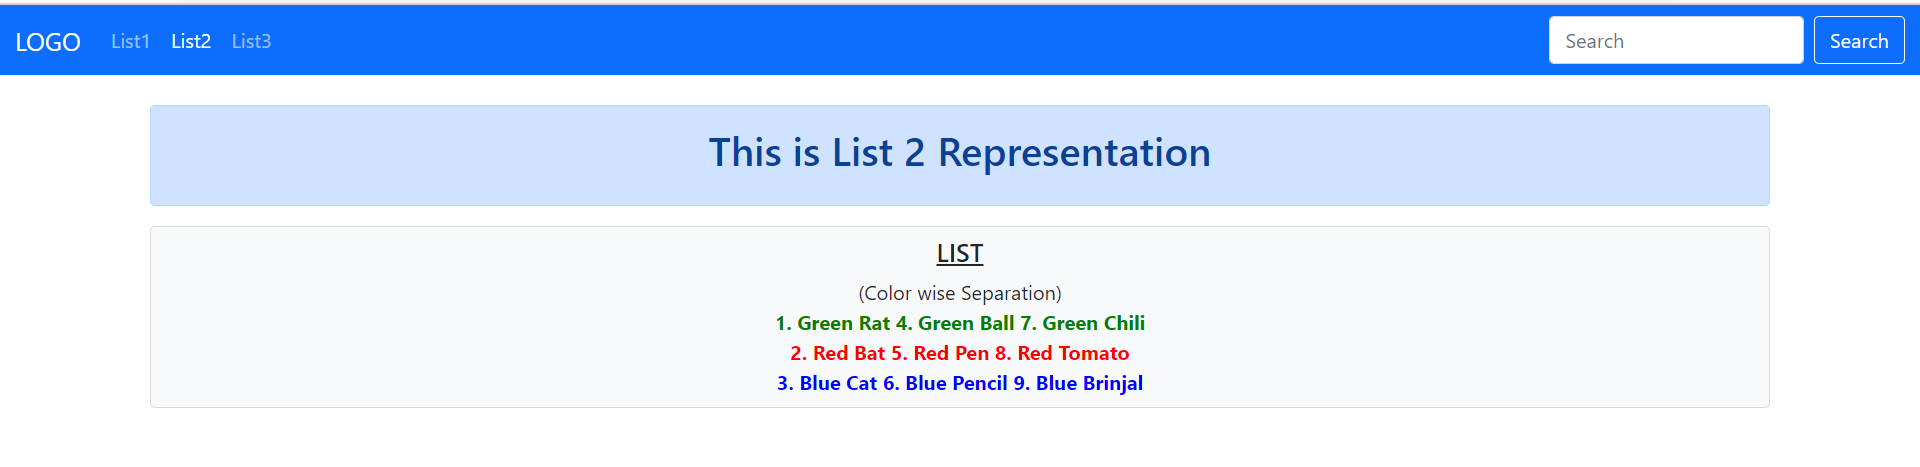 LOGO List1 List2 List3 Search Search
This is List 2 Representation
LIST
(Color wise Separation)
1. Green Rat 4. Green Ball 7. Green Chili
2. Red Bat 5. Red Pen 8. Red Tomato
3. Blue Cat 6. Blue Pencil 9. Blue Brinjal